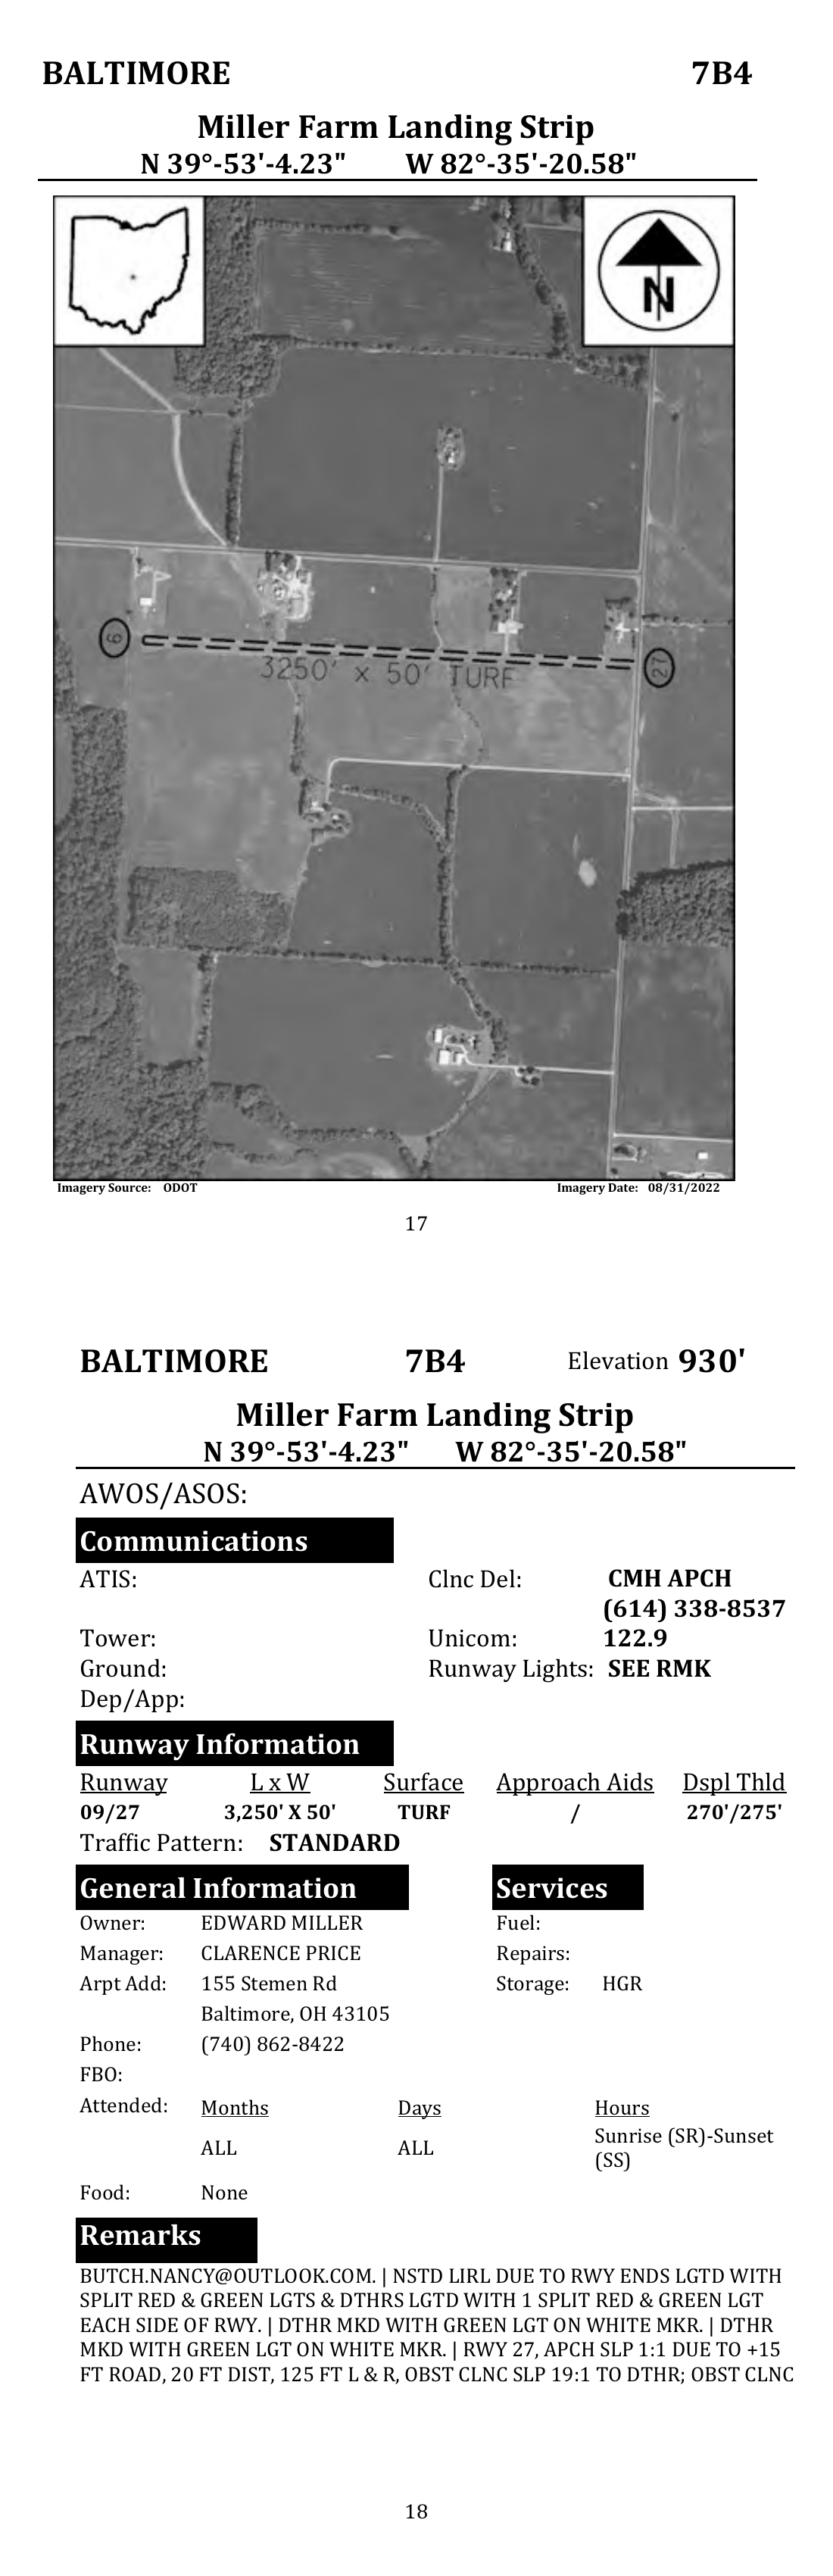 BALTIMORE 7B4
Miller Farm Landing Strip
N 39°-53'-4.23" W 82°-35'-20.58"
N
9
27
3250' x 50' TURF
Imagery Source: ODOT Imagery Date: 08/31/2022
17
BALTIMORE 7B4 Elevation 930'
Miller Farm Landing Strip
N 39°-53'-4.23" W 82°-35'-20.58"
AWOS/ASOS:
Communications
ATIS: Clnc Del: CMH APCH
(614) 338-8537
Tower: Unicom: 122.9
Ground: Runway Lights: SEE RMK
Dep/App:
Runway Information
Runway L x W Surface Approach Aids Dspl Thld
09/27 3,250' X 50' TURF / 270'/275'
Traffic Pattern: STANDARD
General Information Services
Owner: EDWARD MILLER Fuel:
Manager: CLARENCE PRICE Repairs:
Arpt Add: 155 Stemen Rd Storage: HGR
Baltimore, OH 43105
Phone: (740) 862-8422
FBO:
Attended: Months Days Hours
ALL ALL Sunrise (SR)-Sunset
(SS)
Food: None
Remarks
BUTCH.NANCY@OUTLOOK.COM. | NSTD LIRL DUE TO RWY ENDS LGTD WITH
SPLIT RED & GREEN LGTS & DTHRS LGTD WITH 1 SPLIT RED & GREEN LGT
EACH SIDE OF RWY. | DTHR MKD WITH GREEN LGT ON WHITE MKR. | DTHR
MKD WITH GREEN LGT ON WHITE MKR. | RWY 27, APCH SLP 1:1 DUE TO +15
FT ROAD, 20 FT DIST, 125 FT L & R, OBST CLNC SLP 19:1 TO DTHR; OBST CLNC
18